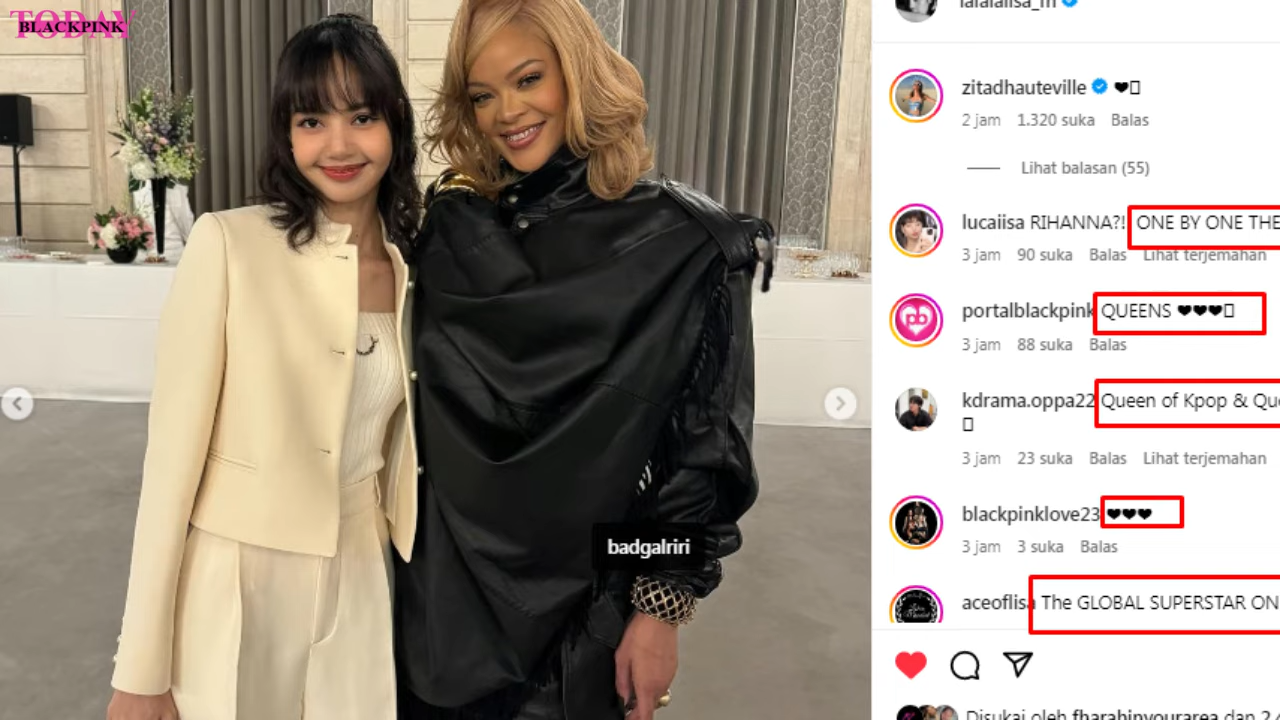 TODAY
BLACKPINK
lalalalisa_m
zitadhauteville ❤
2 jam 1.320 suka Balas
Lihat balasan (55)
lucaiisa RIHANNA?! ONE BY ONE THE
3 jam 90 suka Balas Lihat terjemahan
portalblackpink QUEENS ❤❤❤
3 jam 88 suka Balas
kdrama.oppa22 Queen of Kpop & Que
3 jam 23 suka Balas Lihat terjemahan
blackpinklove23 ❤❤❤
3 jam 3 suka Balas
badgalriri
aceoflisa The GLOBAL SUPERSTAR ON
Disukai oleh fharahinyourarea dan 2.